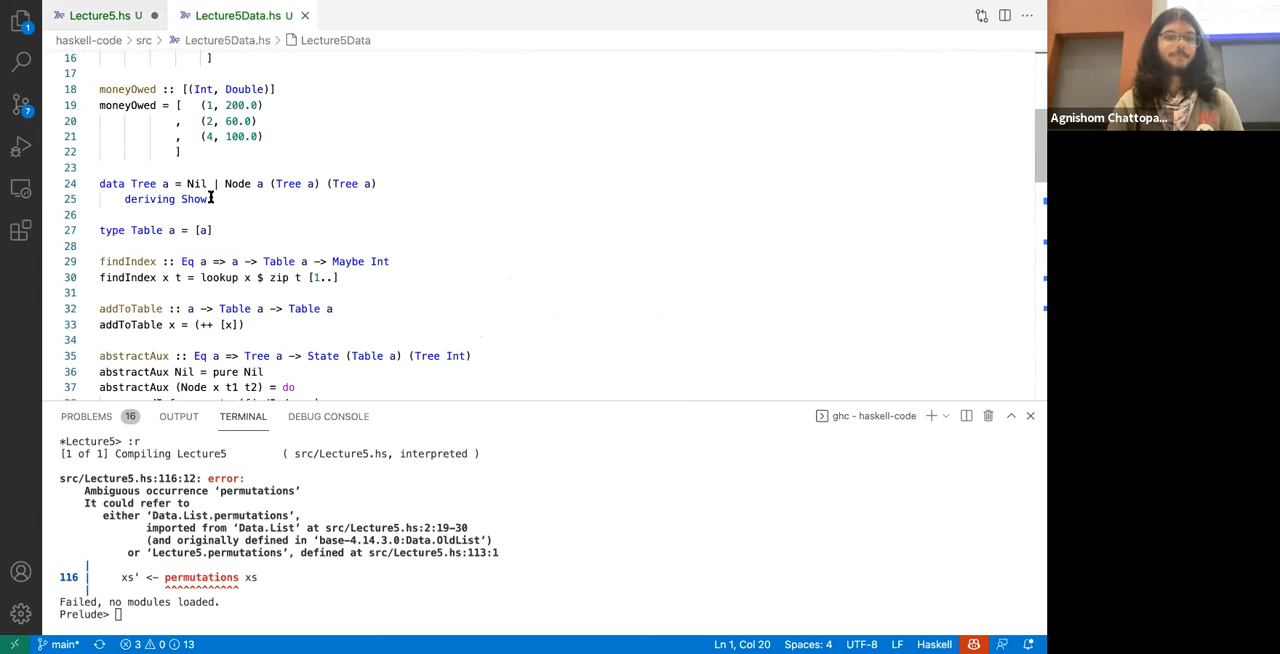 Lecture5.hs U
Lecture5Data.hs U
haskell-code > src > Lecture5Data.hs > Lecture5Data
16 ]
17
18 moneyOwed :: [(Int, Double)]
19 moneyOwed = [ (1, 200.0)
20 , (2, 60.0)
21 , (4, 100.0)
22 ]
23
24 data Tree a = Nil | Node a (Tree a) (Tree a)
25 deriving Show
26
27 type Table a = [a]
28
29 findIndex :: Eq a => a -> Table a -> Maybe Int
30 findIndex x t = lookup x $ zip t [1..]
31
32 addToTable :: a -> Table a -> Table a
33 addToTable x = (++ [x])
34
35 abstractAux :: Eq a => Tree a -> State (Table a) (Tree Int)
36 abstractAux Nil = pure Nil
37 abstractAux (Node x t1 t2) = do
PROBLEMS 16 OUTPUT TERMINAL DEBUG CONSOLE ghc - haskell-code
*Lecture5> :r
[1 of 1] Compiling Lecture5 ( src/Lecture5.hs, interpreted )
src/Lecture5.hs:116:12: error:
Ambiguous occurrence ‘permutations’
It could refer to
either ‘Data.List.permutations’,
imported from ‘Data.List’ at src/Lecture5.hs:2:19-30
(and originally defined in ‘base-4.14.3.0:Data.OldList’)
or ‘Lecture5.permutations’, defined at src/Lecture5.hs:113:1
|
116 | xs' <- permutations xs
| ^^^^^^^^^^^^
Failed, no modules loaded.
Prelude>
main* 3 0 13 Ln 1, Col 20 Spaces: 4 UTF-8 LF Haskell
1
7
Agnishom Chattopa...